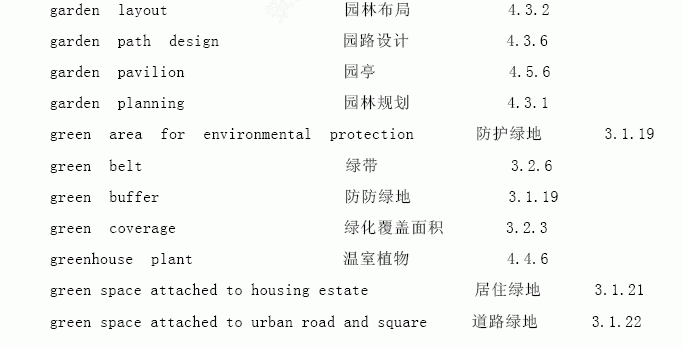 garden layout 园林布局 4.3.2
garden path design 园路设计 4.3.6
garden pavilion 园亭 4.5.6
garden planning 园林规划 4.3.1
green area for environmental protection 防护绿地 3.1.19
green belt 绿带 3.2.6
green buffer 防防绿地 3.1.19
green coverage 绿化覆盖面积 3.2.3
greenhouse plant 温室植物 4.4.6
green space attached to housing estate 居住绿地 3.1.21
green space attached to urban road and square 道路绿地 3.1.22